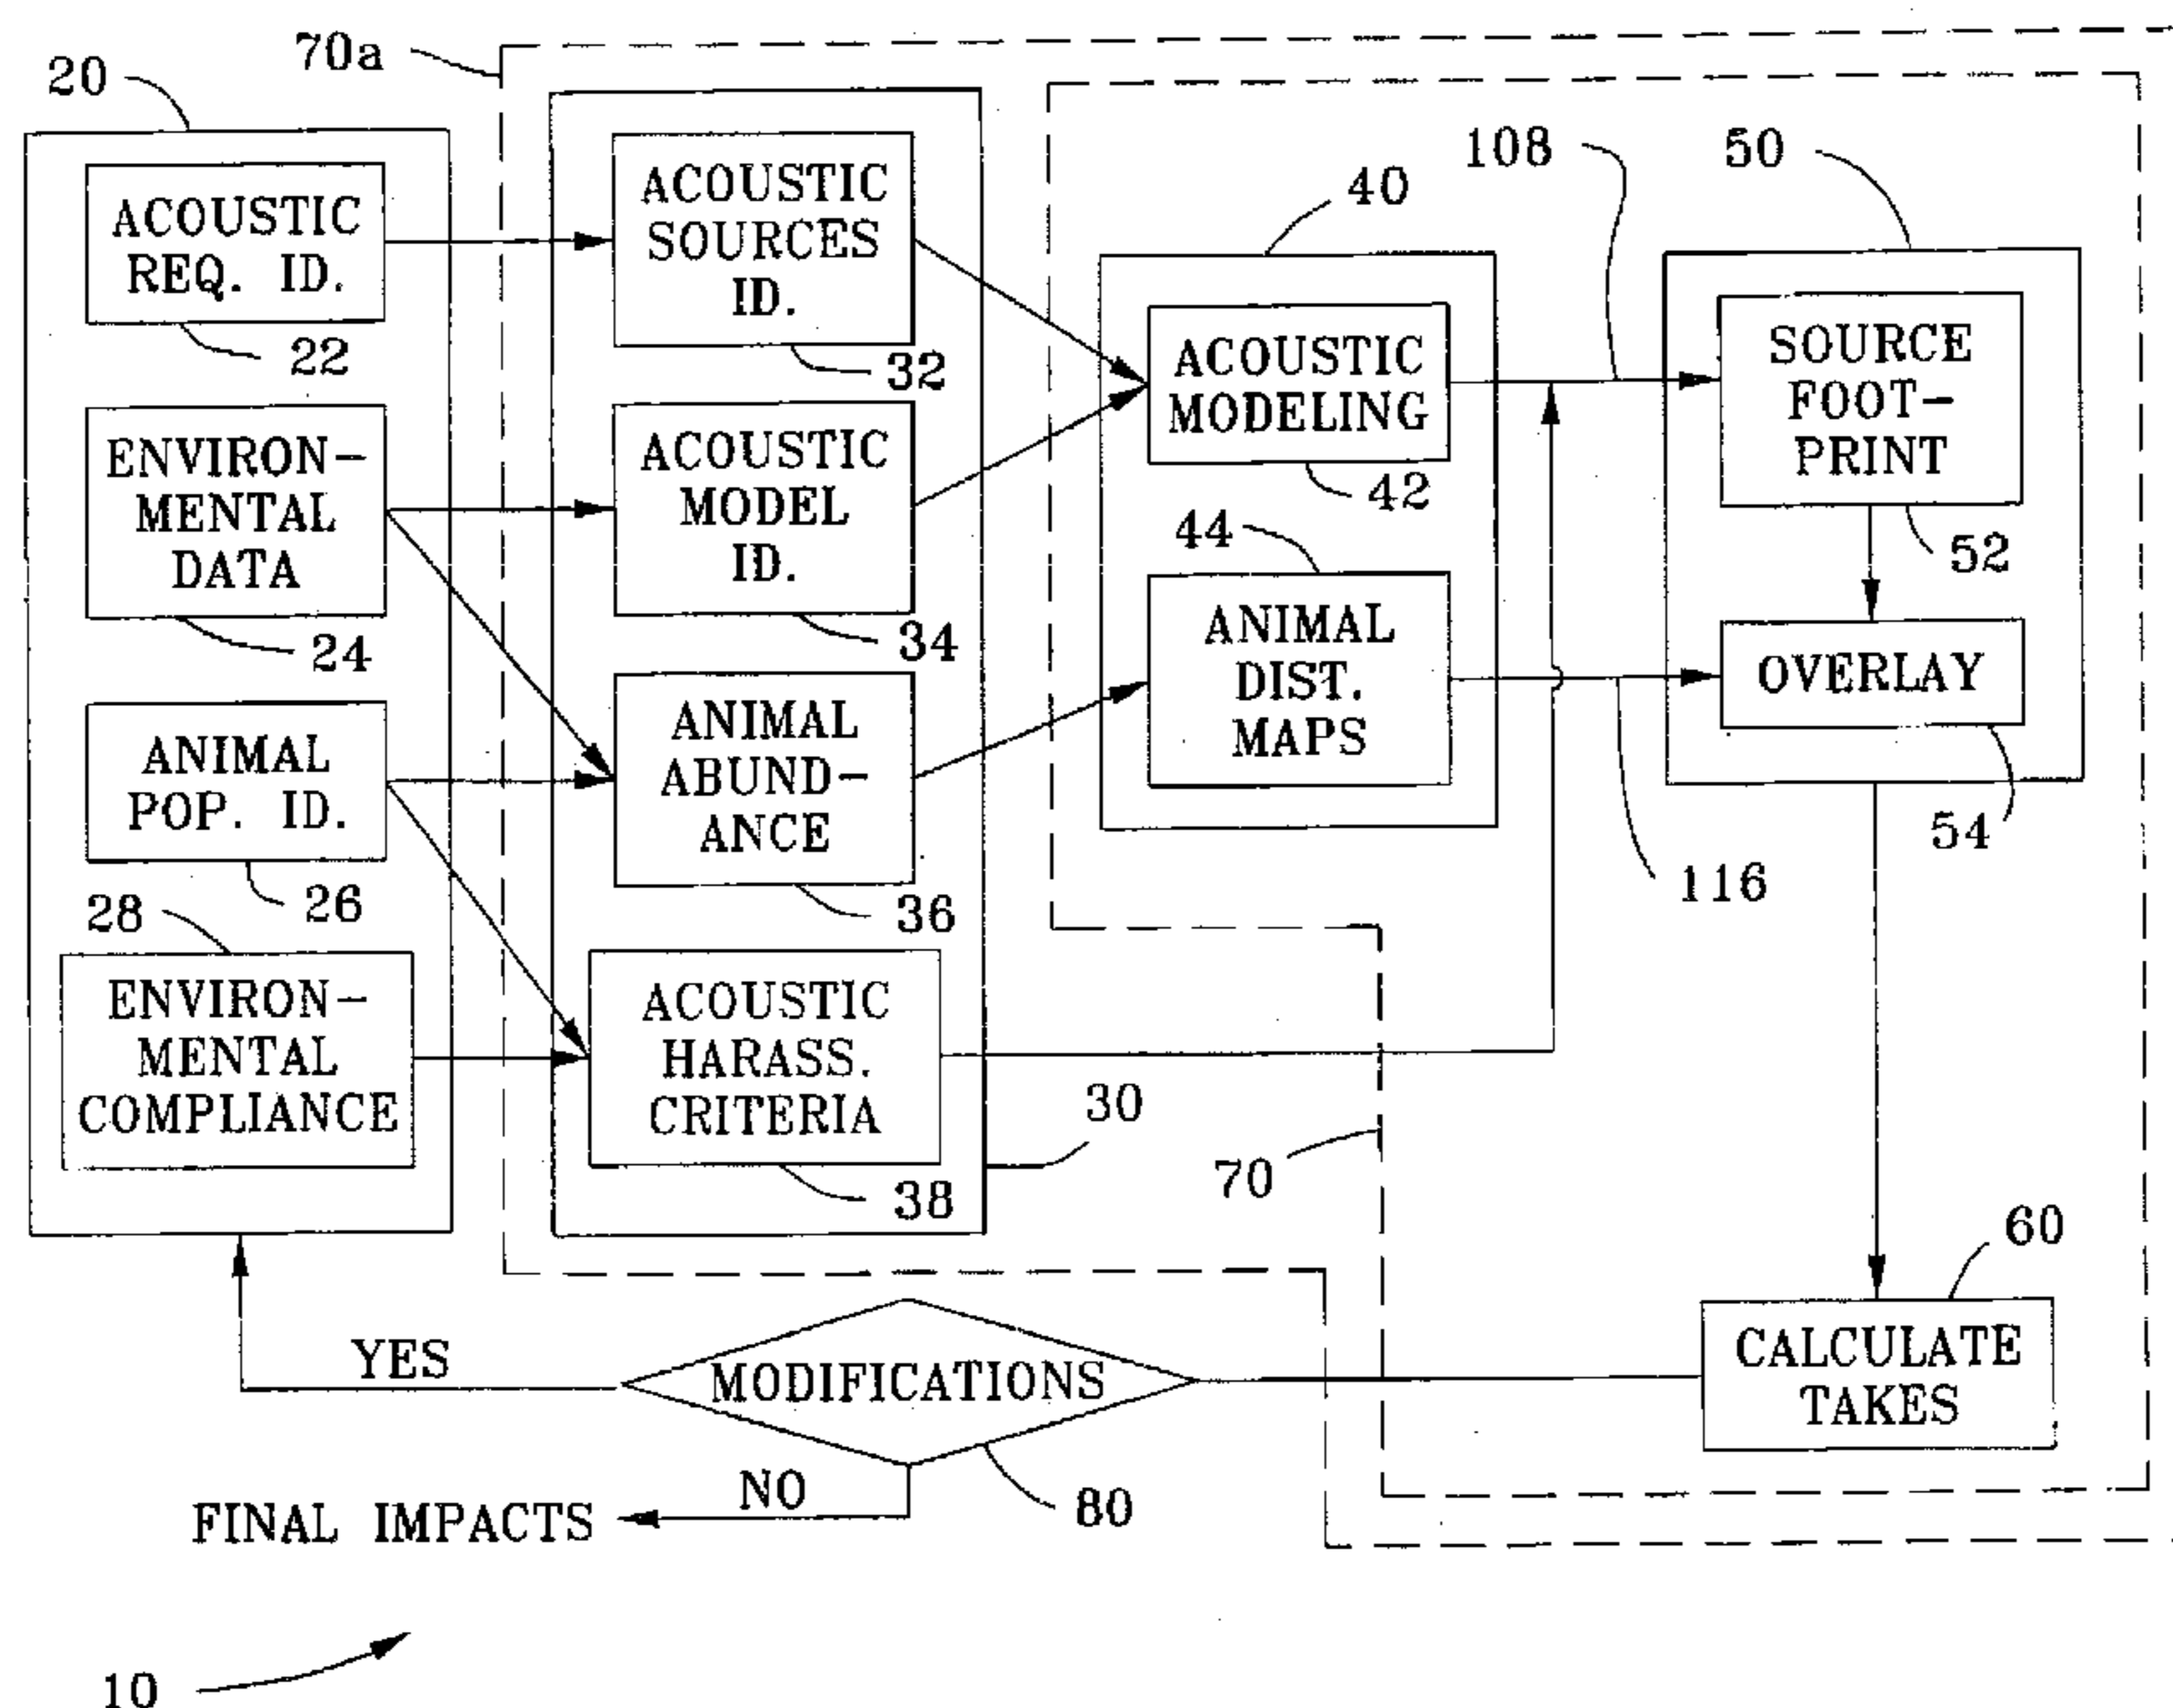 70a
20
ACOUSTIC
REQ. ID.
22
ENVIRON-
MENTAL
DATA
24
ANIMAL
POP. ID.
26
28
ENVIRON-
MENTAL
COMPLIANCE
ACOUSTIC
SOURCES
ID.
32
ACOUSTIC
MODEL
ID.
34
ANIMAL
ABUND-
ANCE
36
ACOUSTIC
HARASS.
CRITERIA
38
30
40
ACOUSTIC
MODELING
42
44
ANIMAL
DIST.
MAPS
108
50
SOURCE
FOOT-
PRINT
52
OVERLAY
54
116
70
60
CALCULATE
TAKES
MODIFICATIONS
80
YES
NO
FINAL IMPACTS
10